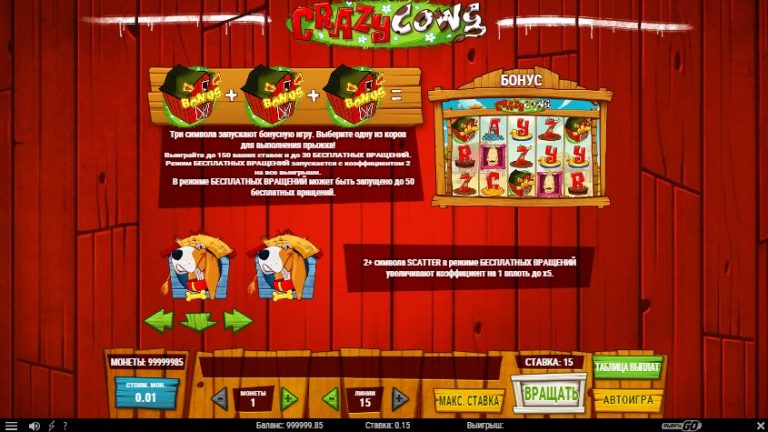 CRAZY COWS
БОНУС
BONUS + BONUS + BONUS =
CRAZY COWS
A Y Z
R Z R
Z C
Три символа запускают бонусную игру. Выберите одну из коров
для выполнения прыжка!
Выиграйте до 150 ваших ставок и до 30 БЕСПЛАТНЫХ ВРАЩЕНИЙ.
Режим БЕСПЛАТНЫХ ВРАЩЕНИЙ запускается с коэффициентом 2
на все выигрыши.
В режиме БЕСПЛАТНЫХ ВРАЩЕНИЙ может быть запущено до 50
бесплатных вращений.
2+ символа SCATTER в режиме БЕСПЛАТНЫХ ВРАЩЕНИЙ
увеличивают коэффициент на 1 вплоть до x5.
МОНЕТЫ: 99999985
СТАВКА: 15
ТАБЛИЦА ВЫПЛАТ
СТОИМ. МОН.
0.01
- МОНЕТЫ +
1
- ЛИНИИ +
15
МАКС. СТАВКА
ВРАЩАТЬ
АВТОИГРА
?
Баланс: 999999.85
Ставка: 0.15
Выигрыш:
PLAY'N GO